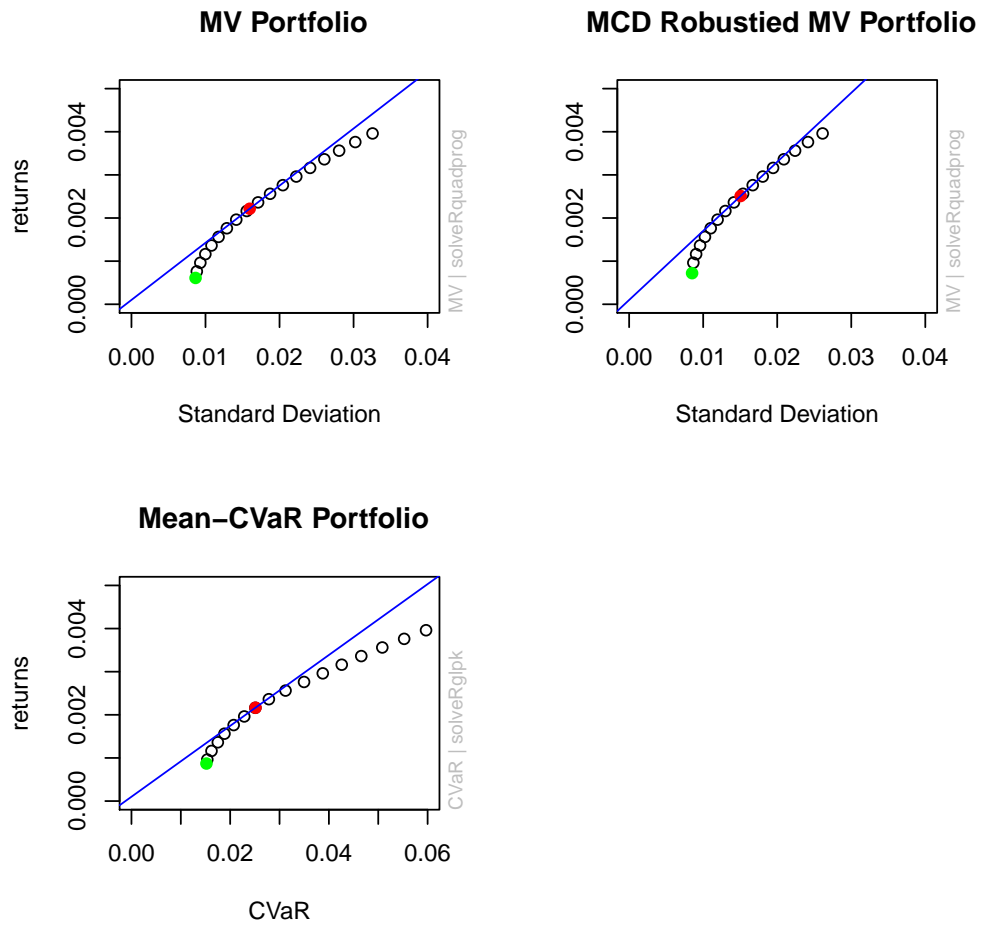 MV Portfolio
returns
0.004
0.002
0.000
0.00 0.01 0.02 0.03 0.04
Standard Deviation
MV | solveRquadprog
MCD Robustied MV Portfolio
0.004
0.002
0.000
0.00 0.01 0.02 0.03 0.04
Standard Deviation
MV | solveRquadprog
Mean−CVaR Portfolio
returns
0.004
0.002
0.000
0.00 0.02 0.04 0.06
CVaR
CVaR | solveRglpk